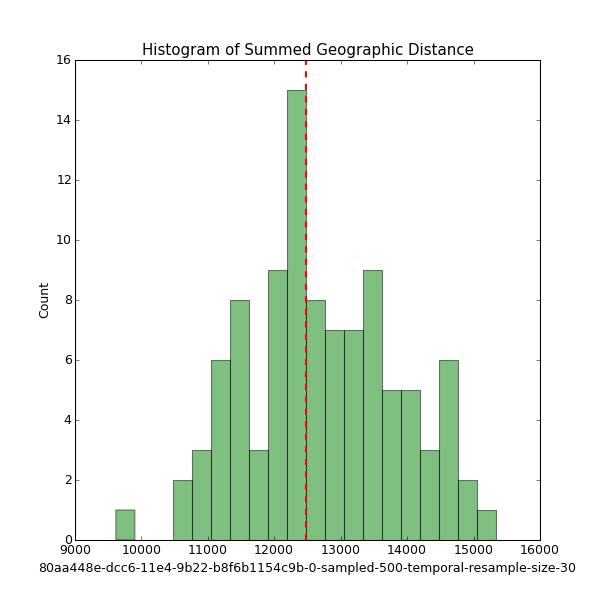 Histogram of Summed Geographic Distance
16
14
12
10
8
6
4
2
0
Count
9000 10000 11000 12000 13000 14000 15000 16000
80aa448e-dcc6-11e4-9b22-b8f6b1154c9b-0-sampled-500-temporal-resample-size-30